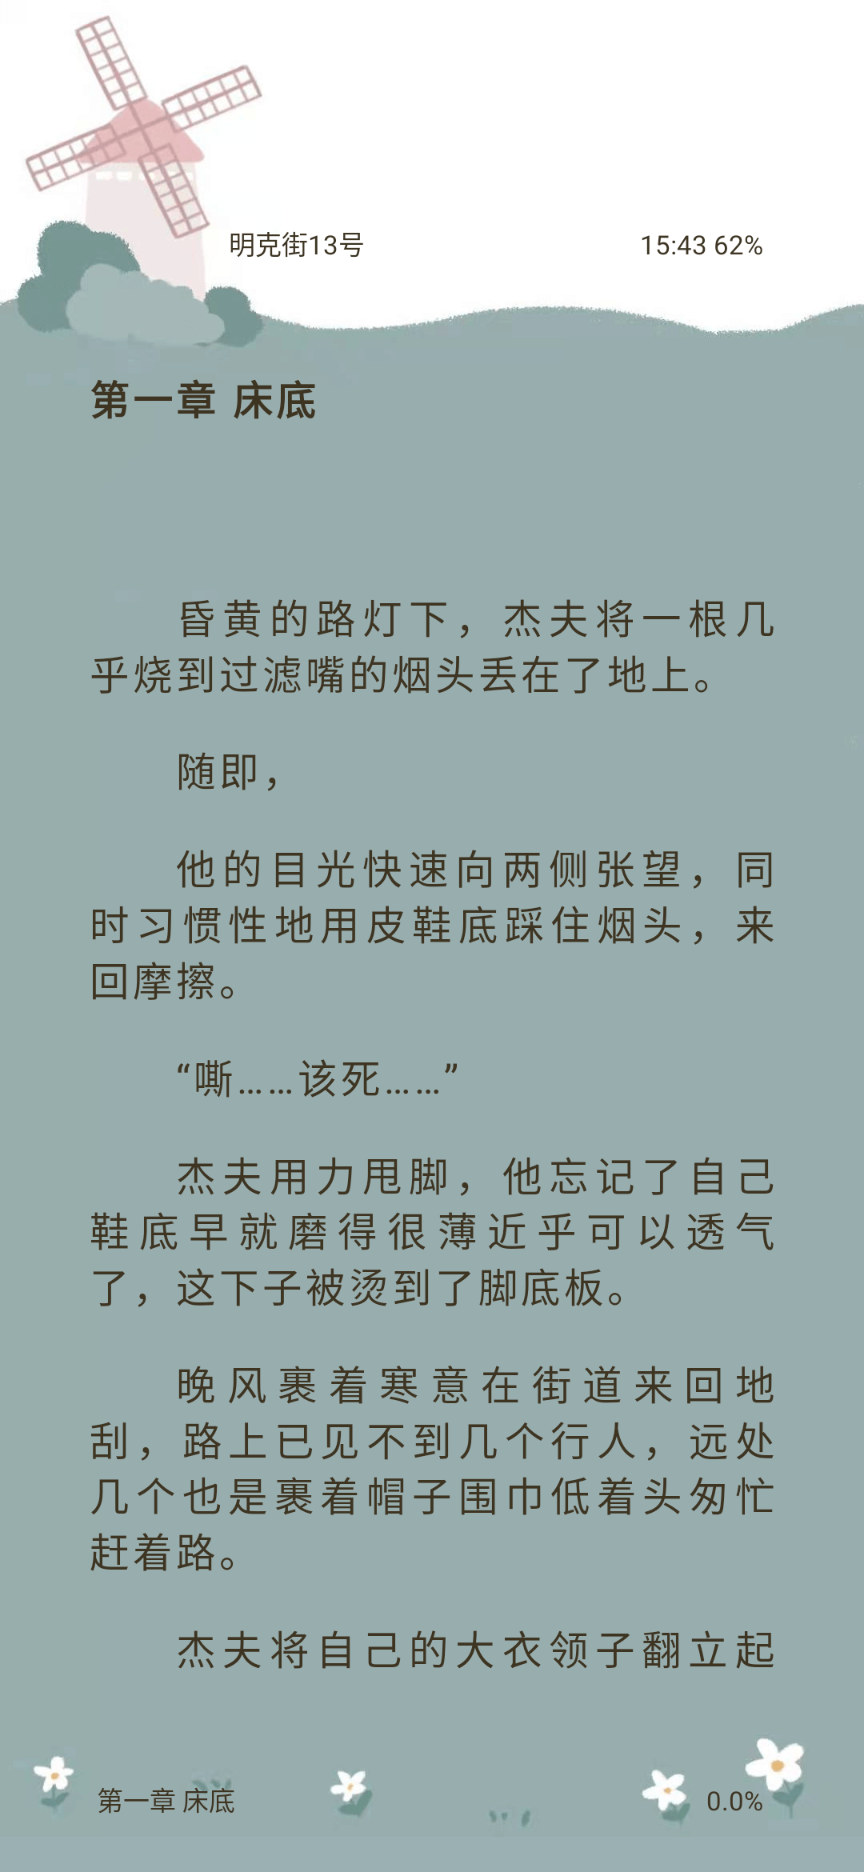 明克街13号
15:43 62%
第一章 床底
昏黄的路灯下，杰夫将一根几
乎烧到过滤嘴的烟头丢在了地上。
随即，
他的目光快速向两侧张望，同
时习惯性地用皮鞋底踩住烟头，来
回摩擦。
“嘶……该死……”
杰夫用力甩脚，他忘记了自己
鞋底早就磨得很薄近乎可以透气
了，这下子被烫到了脚底板。
晚风裹着寒意在街道来回地
刮，路上已见不到几个行人，远处
几个也是裹着帽子围巾低着头匆忙
赶着路。
杰夫将自己的大衣领子翻立起
第一章 床底
0.0%